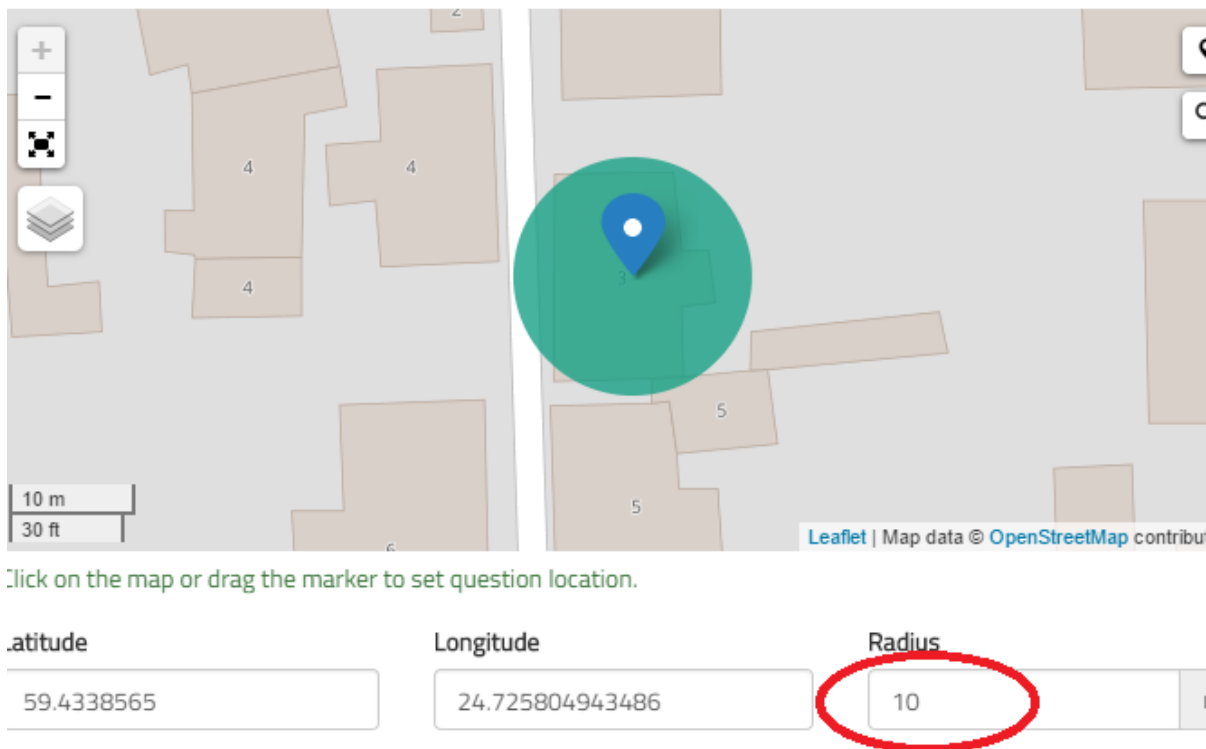 2
4
4
3
4
5
5
6
10 m
30 ft
Leaflet | Map data © OpenStreetMap contribut
Click on the map or drag the marker to set question location.
Latitude
Longitude
Radius
59.4338565
24.725804943486
10